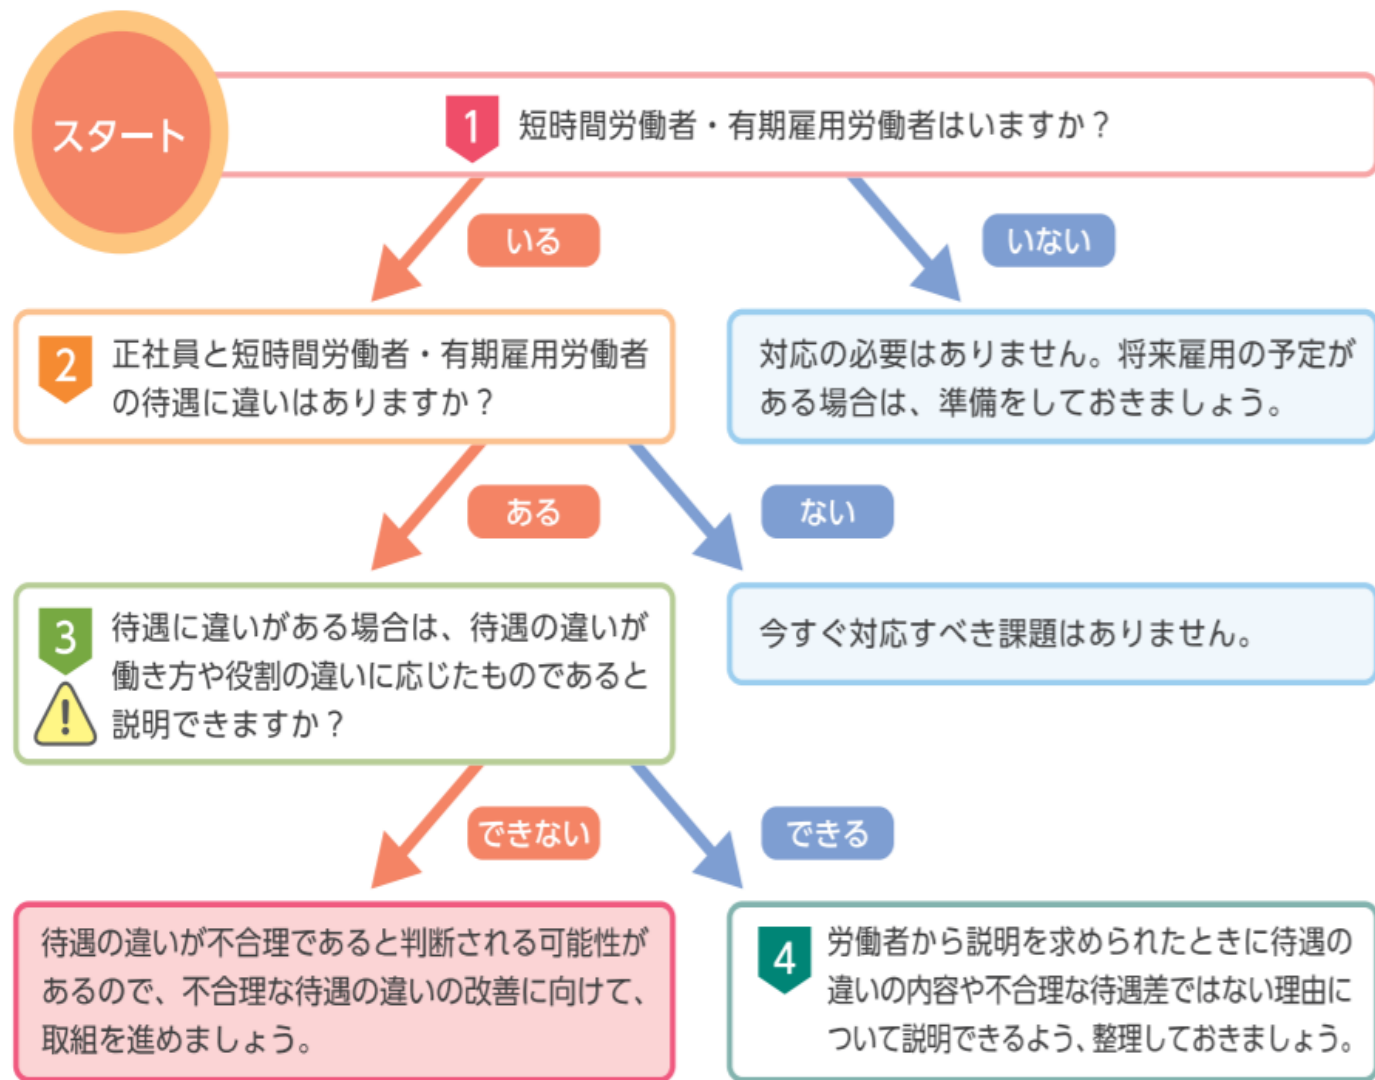 スタート
1 短時間労働者・有期雇用労働者はいますか？
いる
いない
2 正社員と短時間労働者・有期雇用労働者
の待遇に違いはありますか？
対応の必要はありません。将来雇用の予定が
ある場合は、準備をしておきましょう。
ある
ない
3 待遇に違いがある場合は、待遇の違いが
働き方や役割の違いに応じたものであると
説明できますか？
今すぐ対応すべき課題はありません。
できない
できる
待遇の違いが不合理であると判断される可能性が
あるので、不合理な待遇の違いの改善に向けて、
取組を進めましょう。
4 労働者から説明を求められたときに待遇の
違いの内容や不合理な待遇差ではない理由に
ついて説明できるよう、整理しておきましょう。